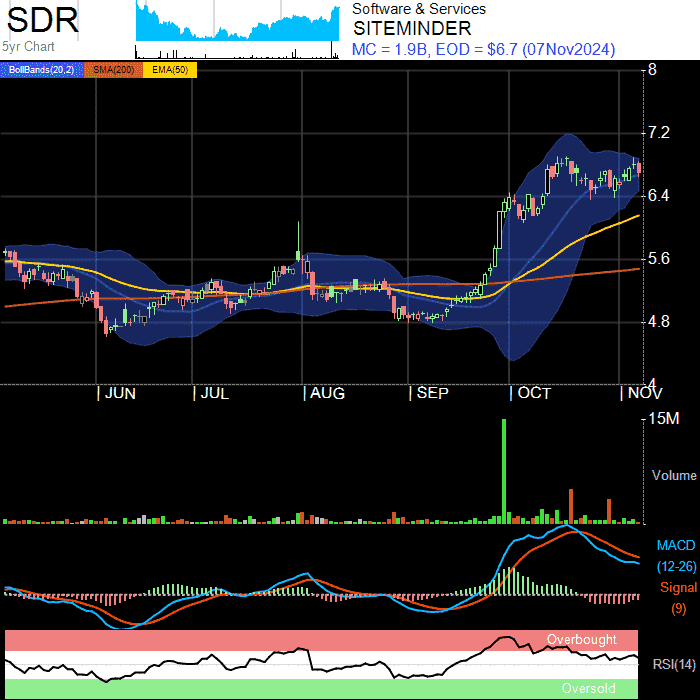 SDR
5yr Chart
Software & Services
SITEMINDER
MC = 1.9B, EOD = $6.7 (07Nov2024)
BollBands(20,2) SMA(200) EMA(50)
8
7.2
6.4
5.6
4.8
4
JUN JUL AUG SEP OCT NOV
15M
Volume
MACD
(12-26)
Signal
(9)
Overbought
RSI(14)
Oversold